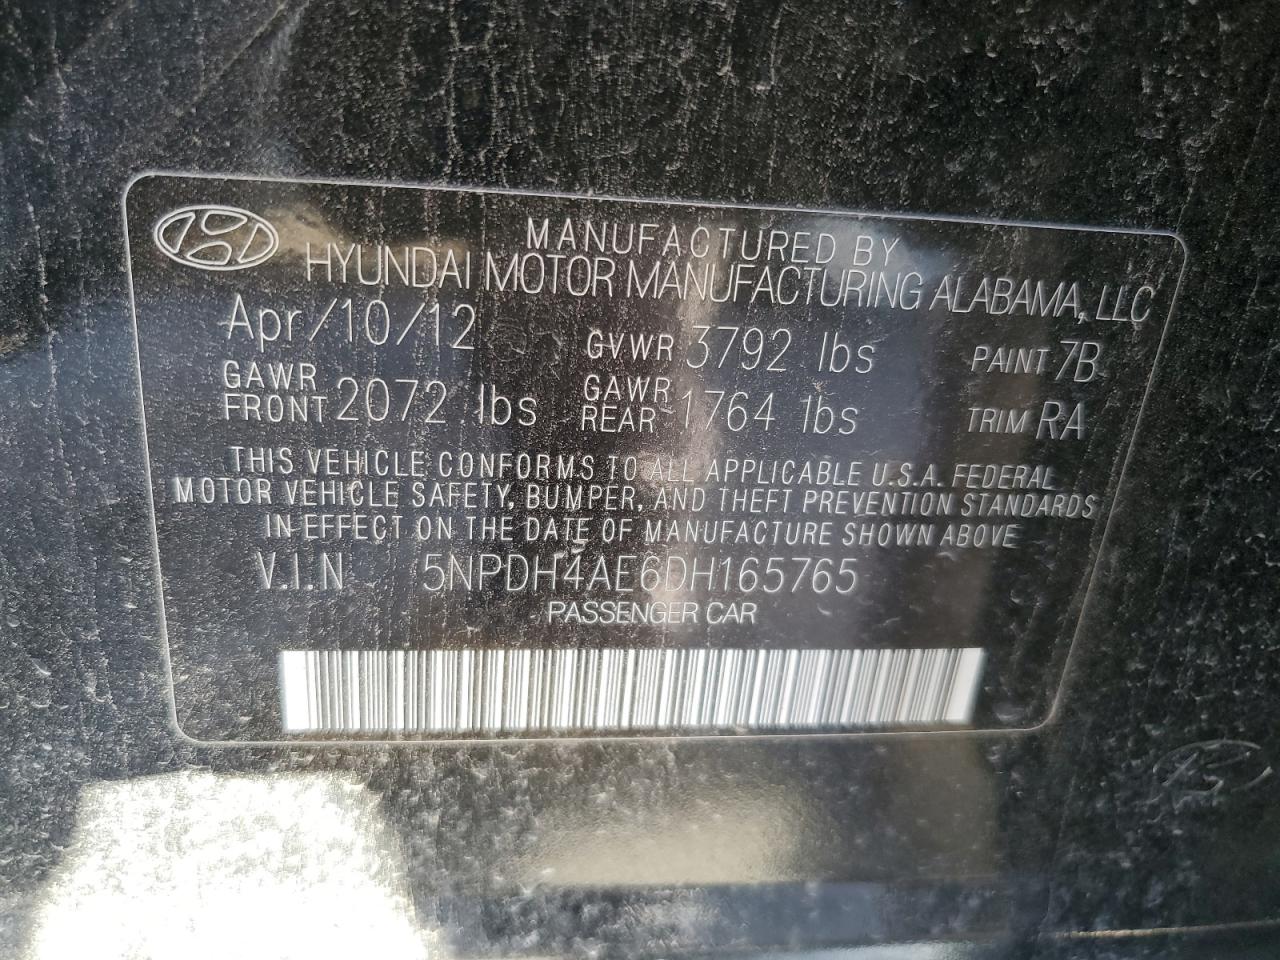 MANUFACTURED BY
HYUNDAI MOTOR MANUFACTURING ALABAMA, LLC
Apr/10/12 GVWR 3792 lbs PAINT 7B
GAWR FRONT 2072 lbs GAWR REAR 1764 lbs TRIM RA
THIS VEHICLE CONFORMS TO ALL APPLICABLE U.S.A. FEDERAL
MOTOR VEHICLE SAFETY, BUMPER, AND THEFT PREVENTION STANDARDS
IN EFFECT ON THE DATE OF MANUFACTURE SHOWN ABOVE
V.I.N 5NPDH4AE6DH165765
PASSENGER CAR